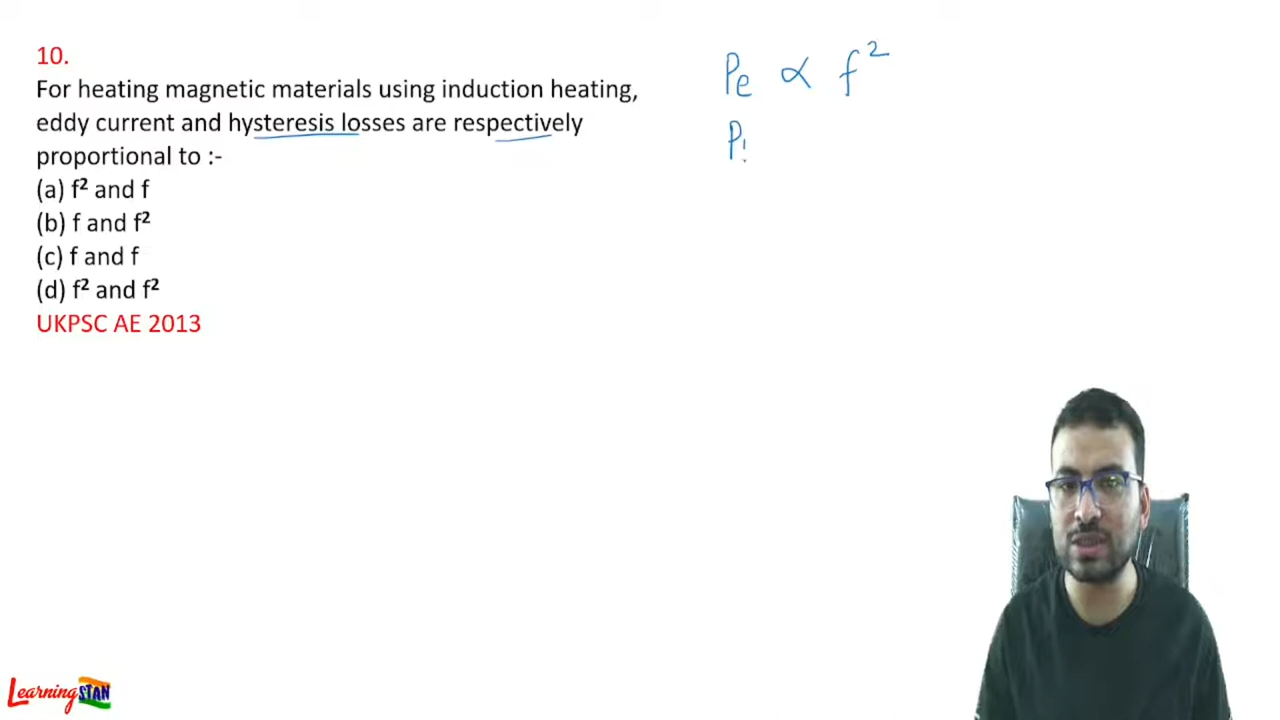 10.
For heating magnetic materials using induction heating,
eddy current and hysteresis losses are respectively
proportional to :-
(a) f² and f
(b) f and f²
(c) f and f
(d) f² and f²
UKPSC AE 2013
Pe ∝ f²
P
LearningSTAN